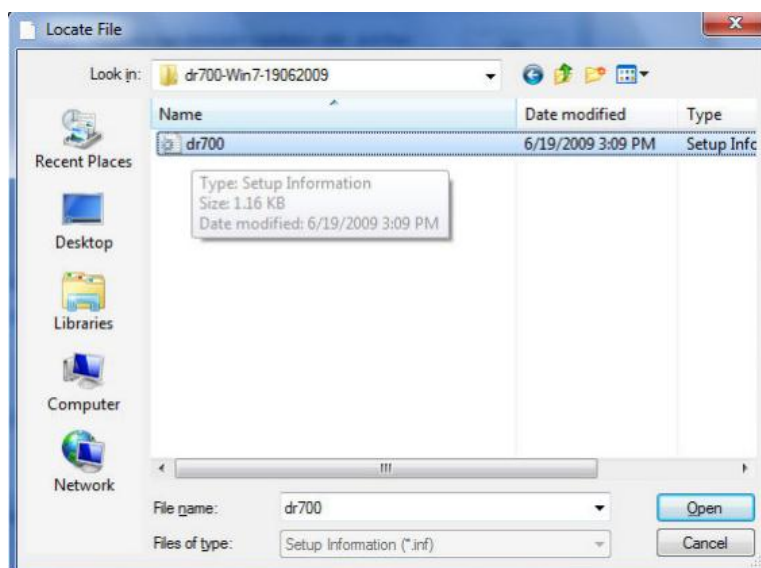 Locate File
Look in: dr700-Win7-19062009
Name Date modified Type
dr700 6/19/2009 3:09 PM Setup Infc
Recent Places
Type: Setup Information
Size: 1.16 KB
Date modified: 6/19/2009 3:09 PM
Desktop
Libraries
Computer
Network
File name: dr700 Open
Files of type: Setup Information (*.inf) Cancel